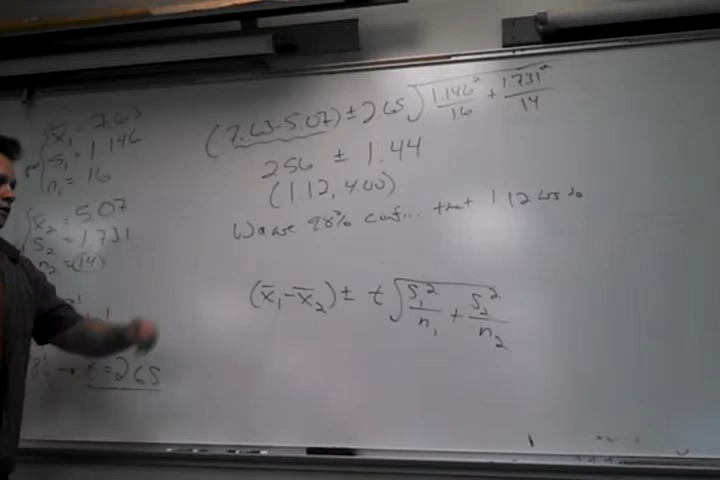 x̄₁ = 7.63
s₁ = 1.146
n₁ = 16
x̄₂ = 5.07
s₂ = 1.731
n₂ = 14
→ t = 2.65
(7.63-5.07) ± 2.65 √(1.146²/16 + 1.731²/14)
2.56 ± 1.44
(1.12, 4.00)
We are 98% conf... that 1.12
(x̄₁-x̄₂) ± t √(s₁²/n₁ + s₂²/n₂)